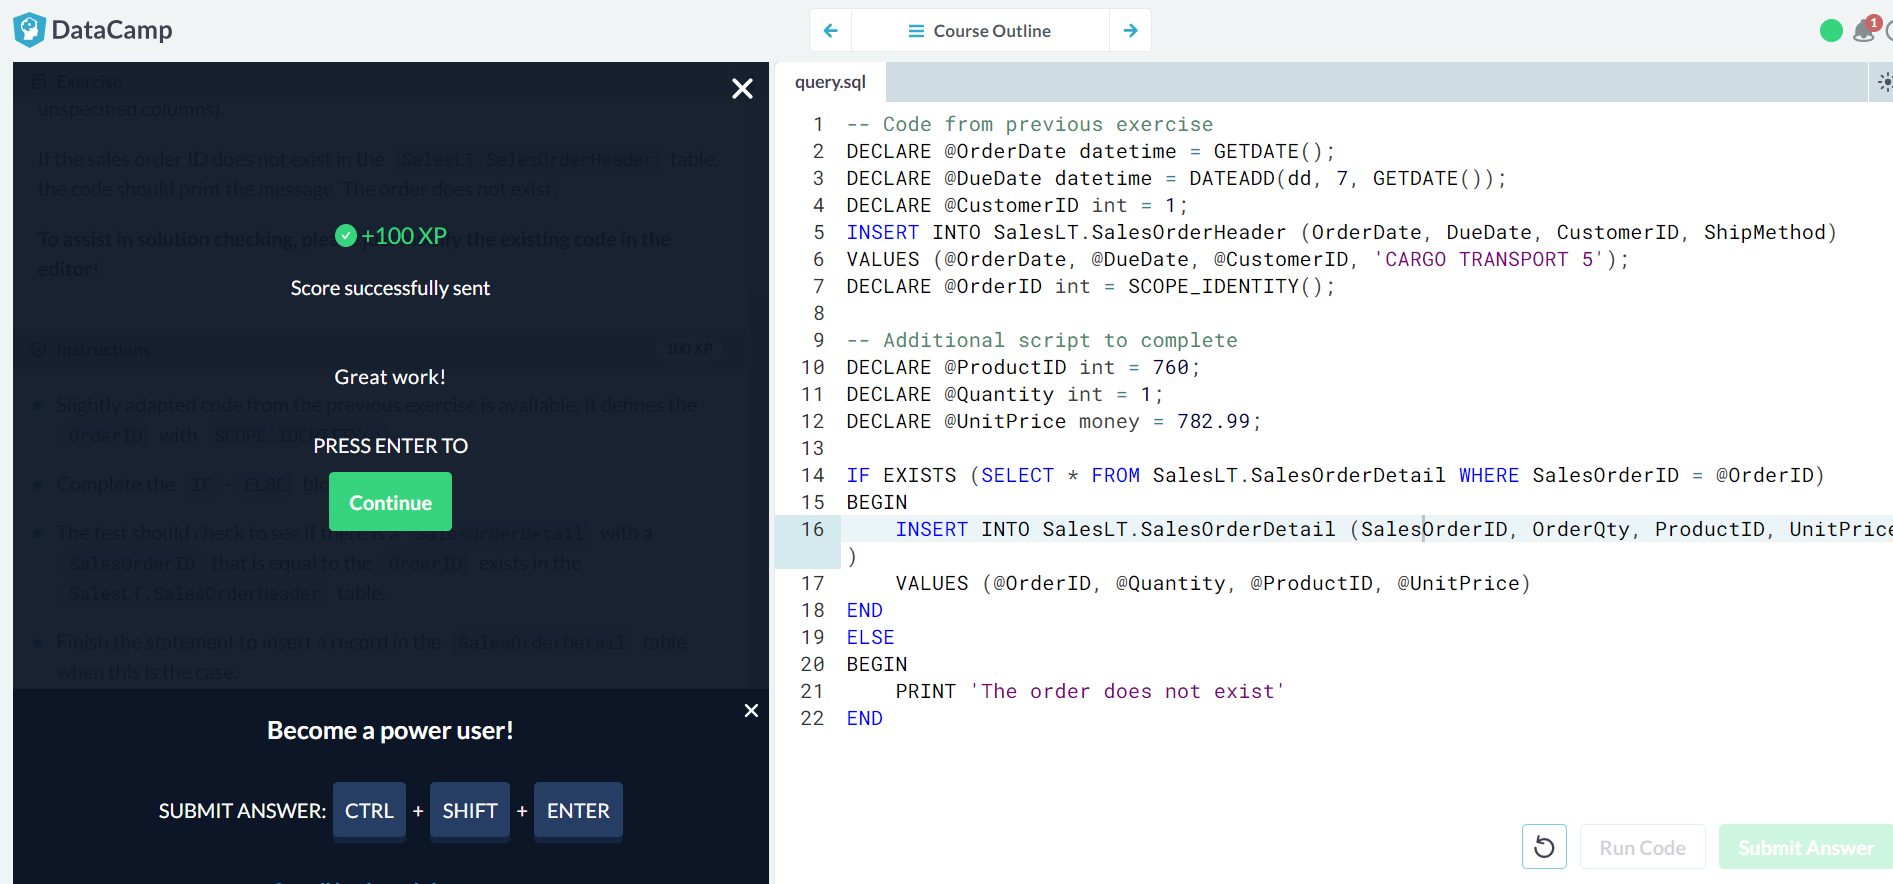 DataCamp
Course Outline
1
Exercise
unspecified columns).
If the sales order ID does not exist in the SalesLT.SalesOrderHeader table,
the code should print the message 'The order does not exist'.
+100 XP
To assist in solution checking, the existing code in the
editor!
Score successfully sent
Instructions
100 XP
Great work!
Slightly adapted code from the previous exercise is available; it defines the
OrderID with
PRESS ENTER TO
Continue
Complete the IF - ELSE
The test should check to see if there is a SalesOrderDetail with a
SalesOrderID that is equal to the OrderID exists in the
SalesLT.SalesOrderHeader table.
Finish the statement to insert a record in the SalesOrderDetail table
when this is the case.
Become a power user!
SUBMIT ANSWER: CTRL + SHIFT + ENTER
query.sql
1 -- Code from previous exercise
2 DECLARE @OrderDate datetime = GETDATE();
3 DECLARE @DueDate datetime = DATEADD(dd, 7, GETDATE());
4 DECLARE @CustomerID int = 1;
5 INSERT INTO SalesLT.SalesOrderHeader (OrderDate, DueDate, CustomerID, ShipMethod)
6 VALUES (@OrderDate, @DueDate, @CustomerID, 'CARGO TRANSPORT 5');
7 DECLARE @OrderID int = SCOPE_IDENTITY();
8
9 -- Additional script to complete
10 DECLARE @ProductID int = 760;
11 DECLARE @Quantity int = 1;
12 DECLARE @UnitPrice money = 782.99;
13
14 IF EXISTS (SELECT * FROM SalesLT.SalesOrderDetail WHERE SalesOrderID = @OrderID)
15 BEGIN
16 INSERT INTO SalesLT.SalesOrderDetail (SalesOrderID, OrderQty, ProductID, UnitPrice
)
17 VALUES (@OrderID, @Quantity, @ProductID, @UnitPrice)
18 END
19 ELSE
20 BEGIN
21 PRINT 'The order does not exist'
22 END
Run Code
Submit Answer